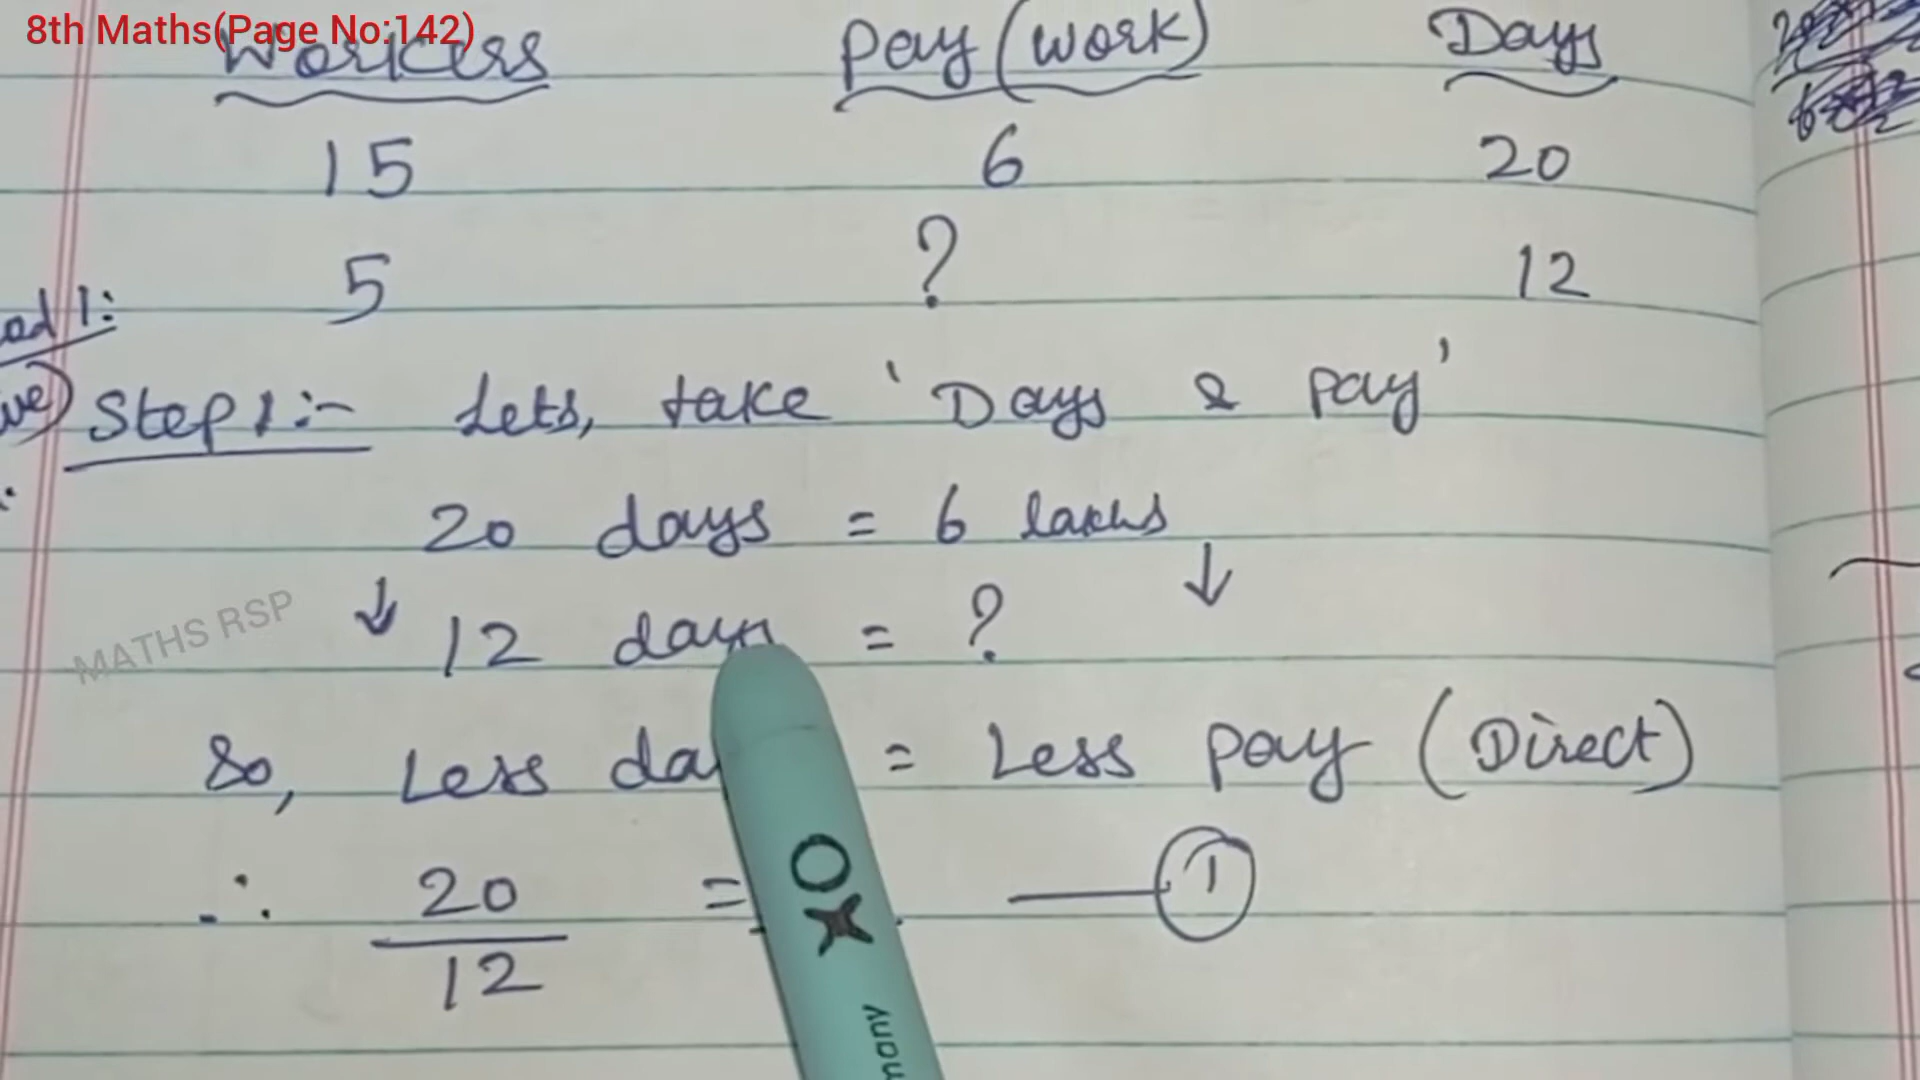 8th Maths(Page No:142)
Workers Pay (work) Days
15 6 20
5 ? 12
Step 1:- Lets, take 'Days & Pay'
20 days = 6 lakhs
↓ 12 days = ? ↓
MATHS RSP
So, Less = Less Pay (Direct)
∴ 20 = ①
12
OX